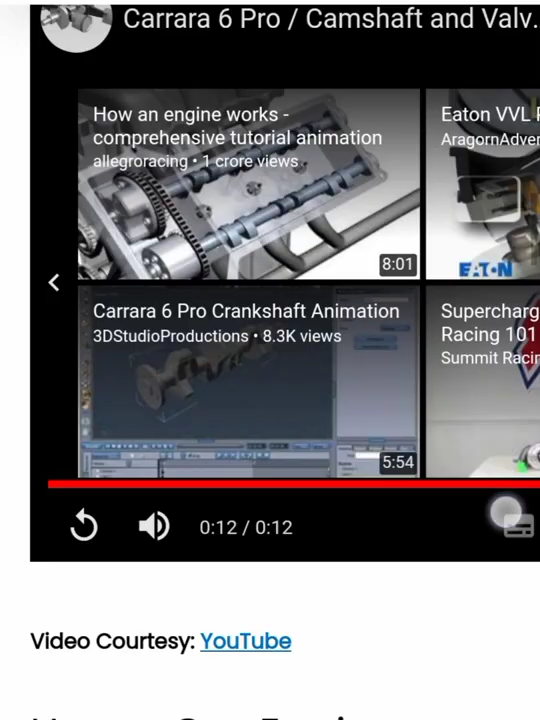 Carrara 6 Pro / Camshaft and Valv...
How an engine works -
comprehensive tutorial animation
allegroracing • 1 crore views
8:01
Eaton VVL
AragornAdver
EATON
Carrara 6 Pro Crankshaft Animation
3DStudioProductions • 8.3K views
5:54
Supercharg
Racing 101
Summit Racin
0:12 / 0:12
Video Courtesy: YouTube